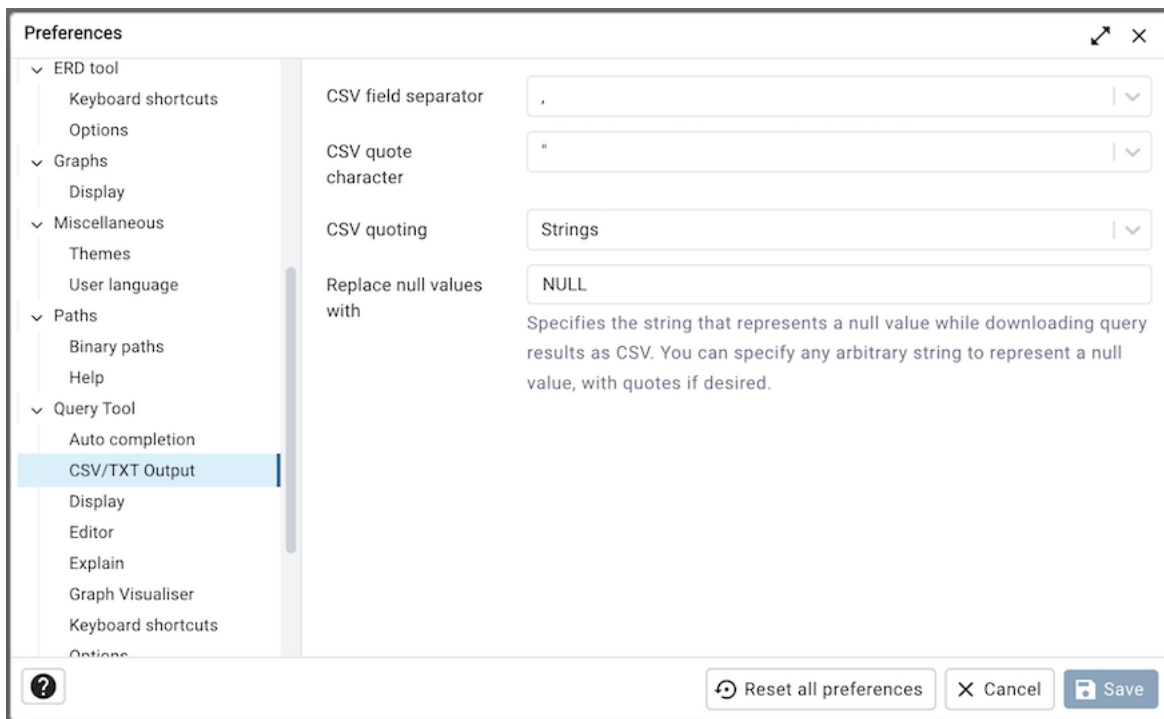 Preferences
ERD tool
Keyboard shortcuts
Options
Graphs
Display
Miscellaneous
Themes
User language
Paths
Binary paths
Help
Query Tool
Auto completion
CSV/TXT Output
Display
Editor
Explain
Graph Visualiser
Keyboard shortcuts
Options
CSV field separator
,
CSV quote
character
"
CSV quoting
Strings
Replace null values
with
NULL
Specifies the string that represents a null value while downloading query
results as CSV. You can specify any arbitrary string to represent a null
value, with quotes if desired.
?
Reset all preferences
Cancel
Save